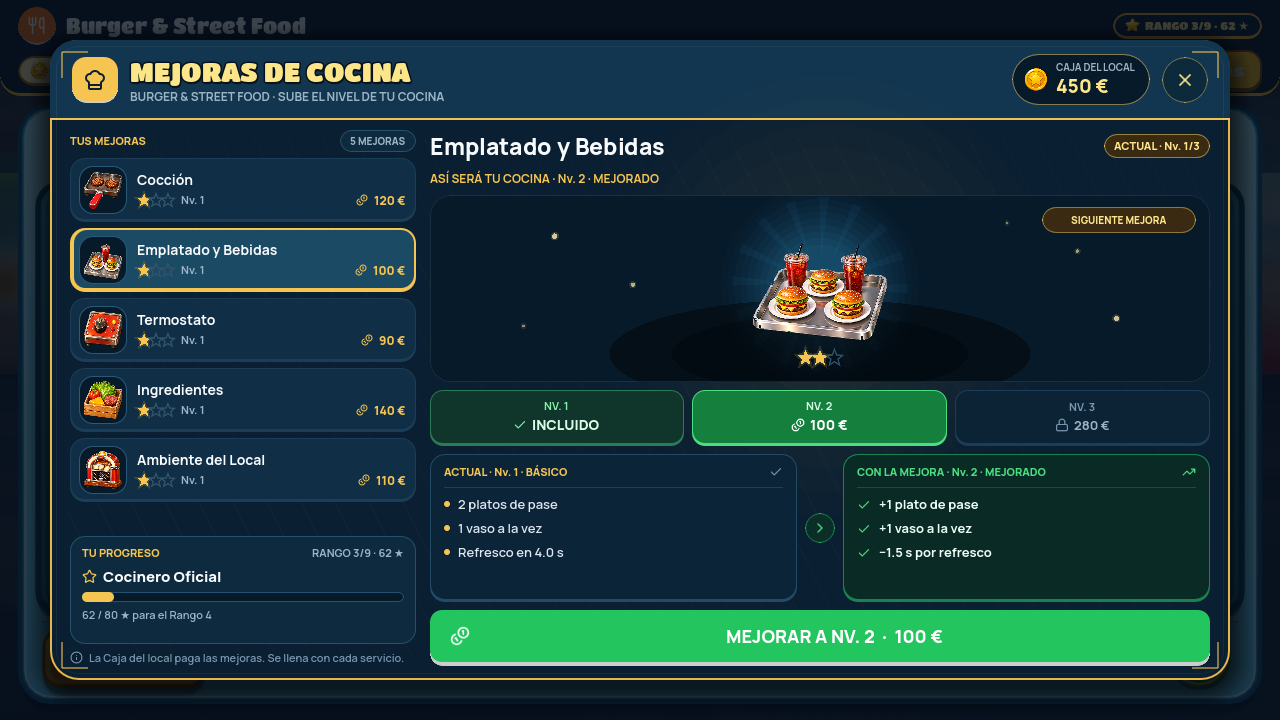 Burger & Street Food
RANGO 3/9 · 62 ★
MEJORAS DE COCINA
BURGER & STREET FOOD · SUBE EL NIVEL DE TU COCINA
CAJA DEL LOCAL
450 €
TUS MEJORAS
5 MEJORAS
Cocción
Nv. 1
120 €
Emplatado y Bebidas
Nv. 1
100 €
Termostato
Nv. 1
90 €
Ingredientes
Nv. 1
140 €
Ambiente del Local
Nv. 1
110 €
TU PROGRESO
RANGO 3/9 · 62 ★
Cocinero Oficial
62 / 80 ★ para el Rango 4
La Caja del local paga las mejoras. Se llena con cada servicio.
Emplatado y Bebidas
ACTUAL · Nv. 1/3
ASÍ SERÁ TU COCINA · Nv. 2 · MEJORADO
SIGUIENTE MEJORA
NV. 1
INCLUIDO
NV. 2
100 €
NV. 3
280 €
ACTUAL · Nv. 1 · BÁSICO
2 platos de pase
1 vaso a la vez
Refresco en 4.0 s
CON LA MEJORA · Nv. 2 · MEJORADO
+1 plato de pase
+1 vaso a la vez
−1.5 s por refresco
MEJORAR A NV. 2 · 100 €